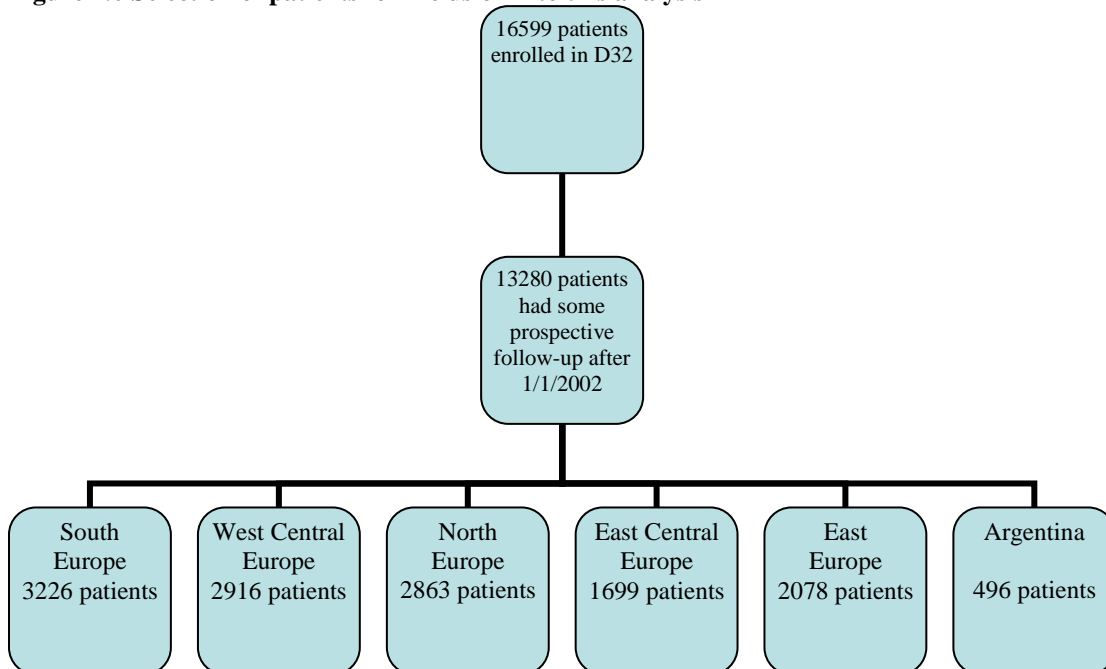 16599 patients
enrolled in D32
13280 patients
had some
prospective
follow-up after
1/1/2002
South
Europe
3226 patients
West Central
Europe
2916 patients
North
Europe
2863 patients
East Central
Europe
1699 patients
East
Europe
2078 patients
Argentina
496 patients